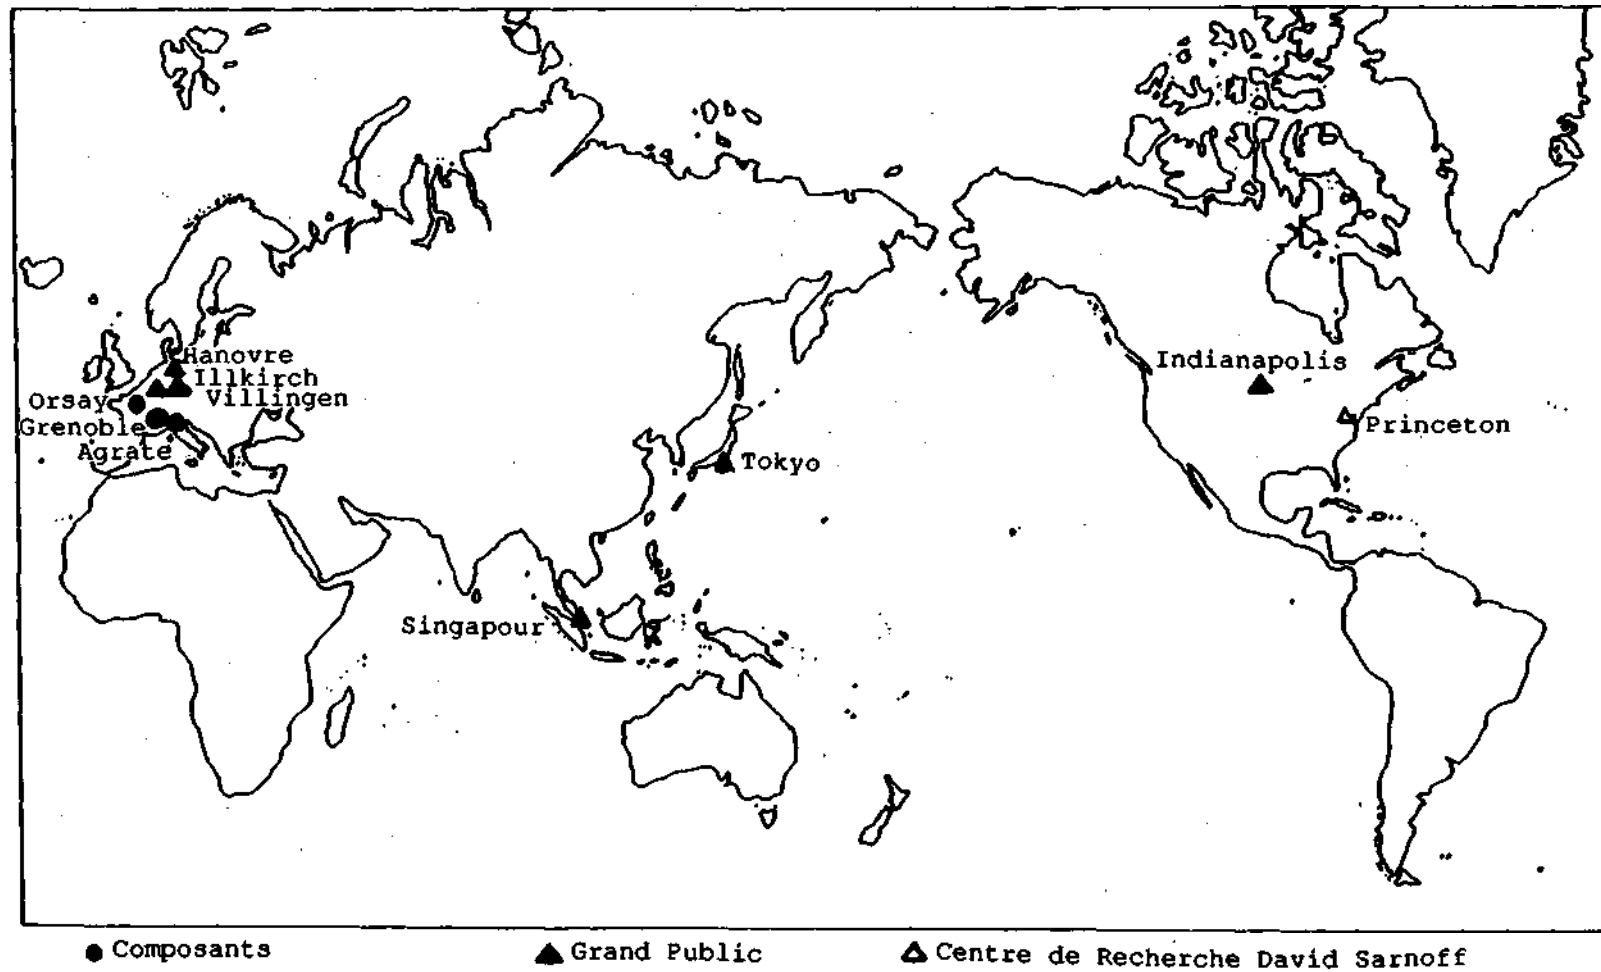 Hanovre
Illkirch
Villingen
Orsay
Grenoble
Agrate
Indianapolis
Princeton
Tokyo
Singapour
Composants
Grand Public
Centre de Recherche David Sarnoff